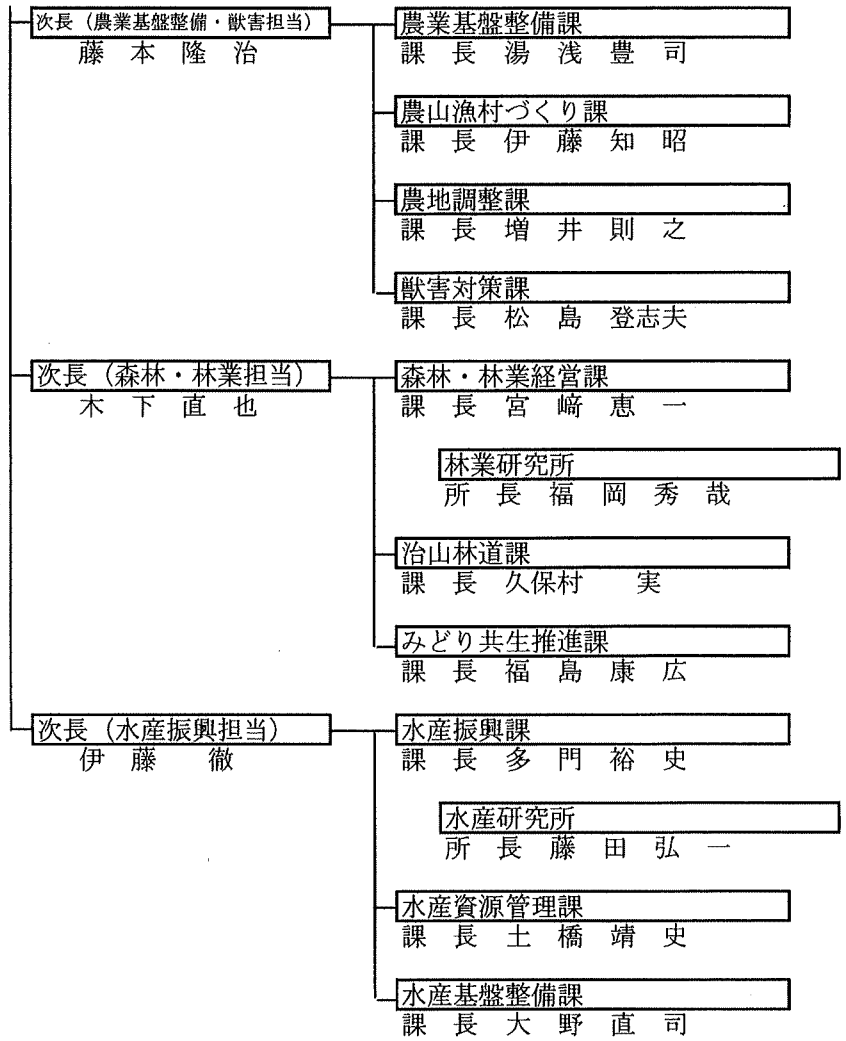 次長（農業基盤整備・獣害担当）
藤本隆治
農業基盤整備課
課長湯浅豊司
農山漁村づくり課
課長伊藤知昭
農地調整課
課長増井則之
獣害対策課
課長松島登志夫
次長（森林・林業担当）
木下直也
森林・林業経営課
課長宮﨑恵一
林業研究所
所長福岡秀哉
治山林道課
課長久保村　実
みどり共生推進課
課長福島康広
次長（水産振興担当）
伊藤　徹
水産振興課
課長多門裕史
水産研究所
所長藤田弘一
水産資源管理課
課長土橋靖史
水産基盤整備課
課長大野直司